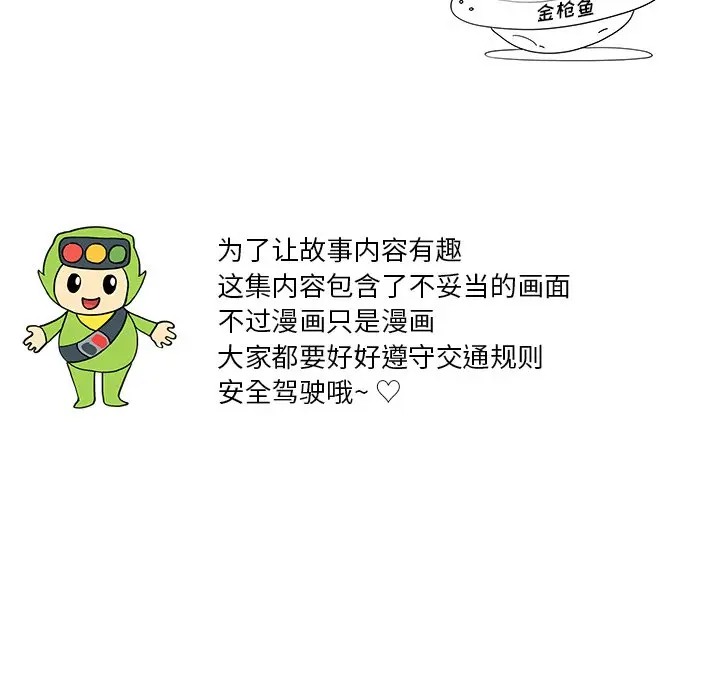 金枪鱼
为了让故事内容有趣
这集内容包含了不妥当的画面
不过漫画只是漫画
大家都要好好遵守交通规则
安全驾驶哦~ ♡